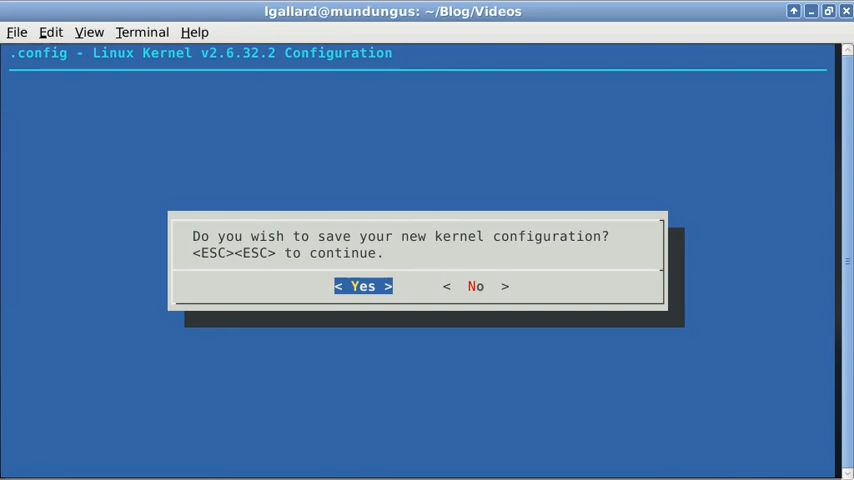 lgallard@mundungus: ~/Blog/Videos
File Edit View Terminal Help
.config - Linux Kernel v2.6.32.2 Configuration
Do you wish to save your new kernel configuration?
<ESC><ESC> to continue.
< Yes > < No >